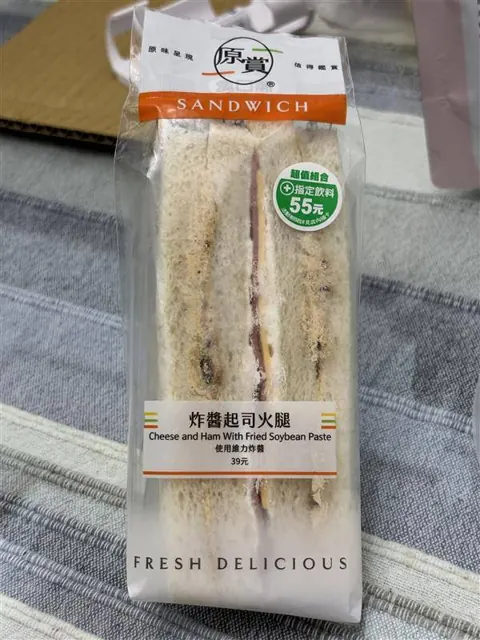 原味呈現
原賞
值得鑑賞
®
SANDWICH
超值組合
+指定飲料
55元
炸醬起司火腿
Cheese and Ham With Fried Soybean Paste
使用維力炸醬
39元
FRESH DELICIOUS